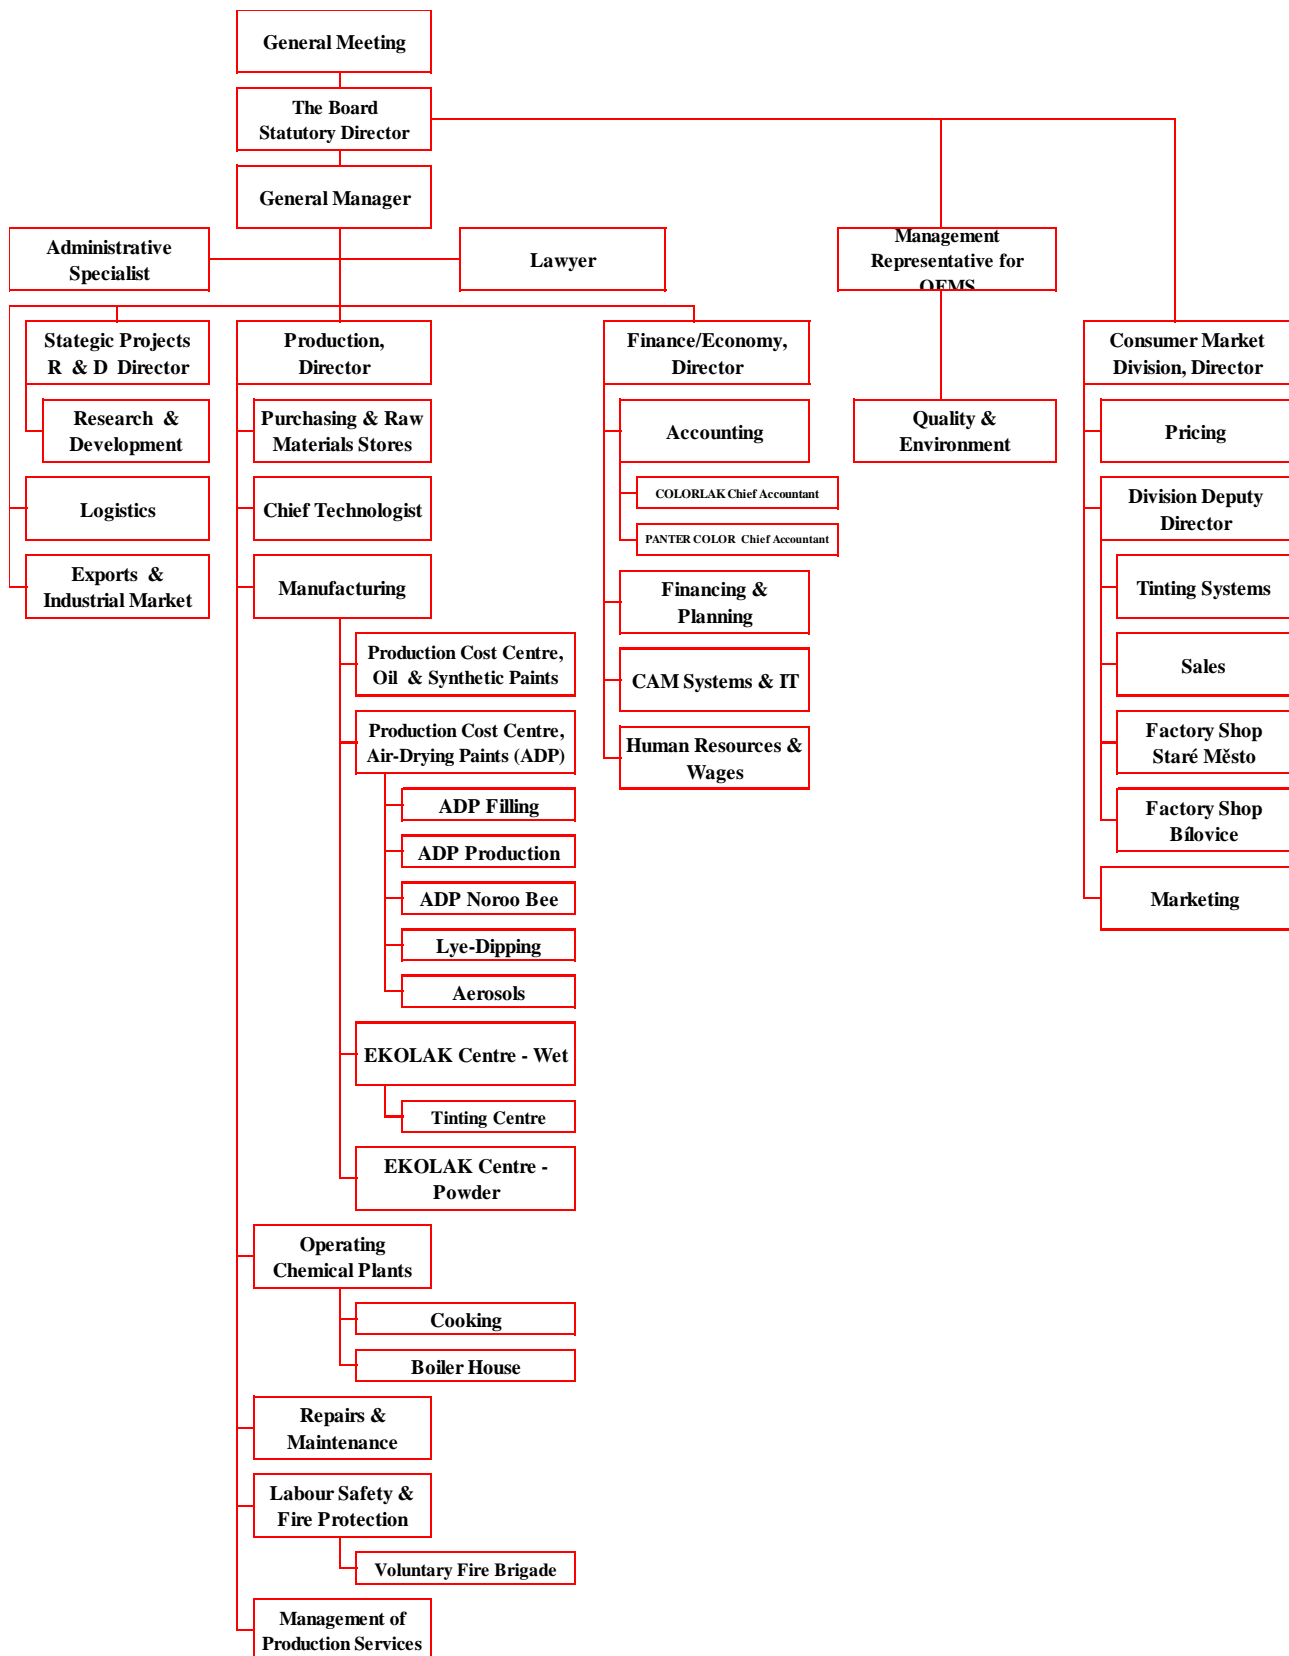 General Meeting
The Board
Statutory Director
General Manager
Administrative
Specialist
Lawyer
Management
Representative for
QEMS
Stategic Projects
R & D Director
Research &
Development
Logistics
Exports &
Industrial Market
Production,
Director
Purchasing & Raw
Materials Stores
Chief Technologist
Manufacturing
Production Cost Centre,
Oil & Synthetic Paints
Production Cost Centre,
Air-Drying Paints (ADP)
ADP Filling
ADP Production
ADP Noroo Bee
Lye-Dipping
Aerosols
EKOLAK Centre - Wet
Tinting Centre
EKOLAK Centre -
Powder
Operating
Chemical Plants
Cooking
Boiler House
Repairs &
Maintenance
Labour Safety &
Fire Protection
Voluntary Fire Brigade
Management of
Production Services
Finance/Economy,
Director
Accounting
COLORLAK Chief Accountant
PANTER COLOR Chief Accountant
Financing &
Planning
CAM Systems & IT
Human Resources &
Wages
Quality &
Environment
Consumer Market
Division, Director
Pricing
Division Deputy
Director
Tinting Systems
Sales
Factory Shop
Staré Město
Factory Shop
Bílovice
Marketing